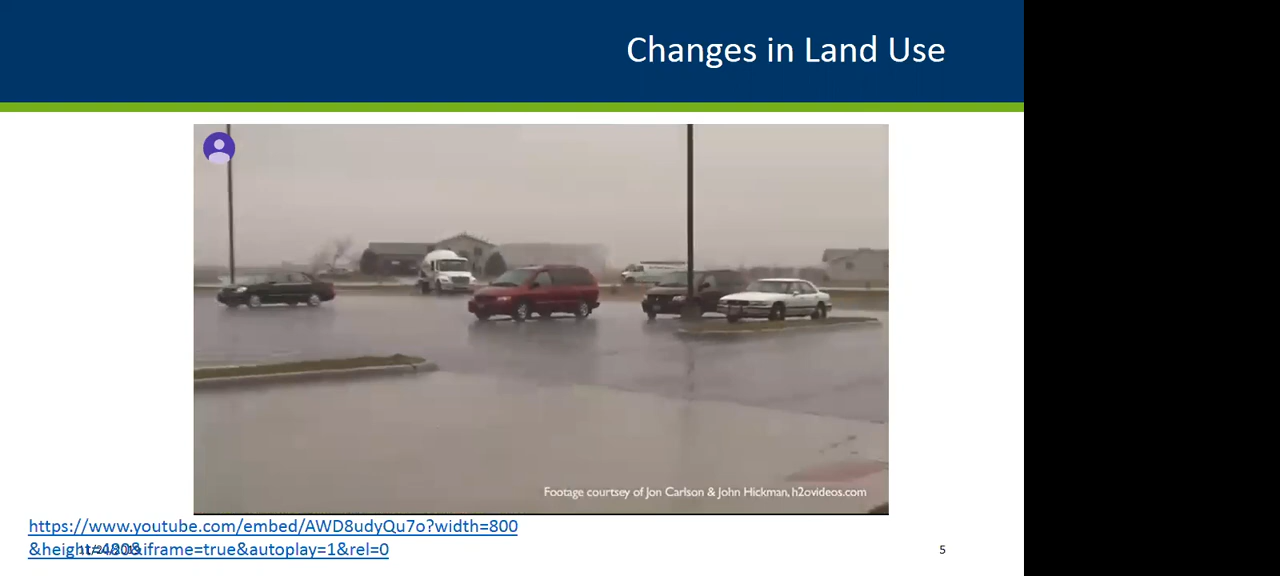 Changes in Land Use
Footage courtsey of Jon Carlson & John Hickman, h2ovideos.com
https://www.youtube.com/embed/AWD8udyQu7o?width=800
&height=480&iframe=true&autoplay=1&rel=0
5